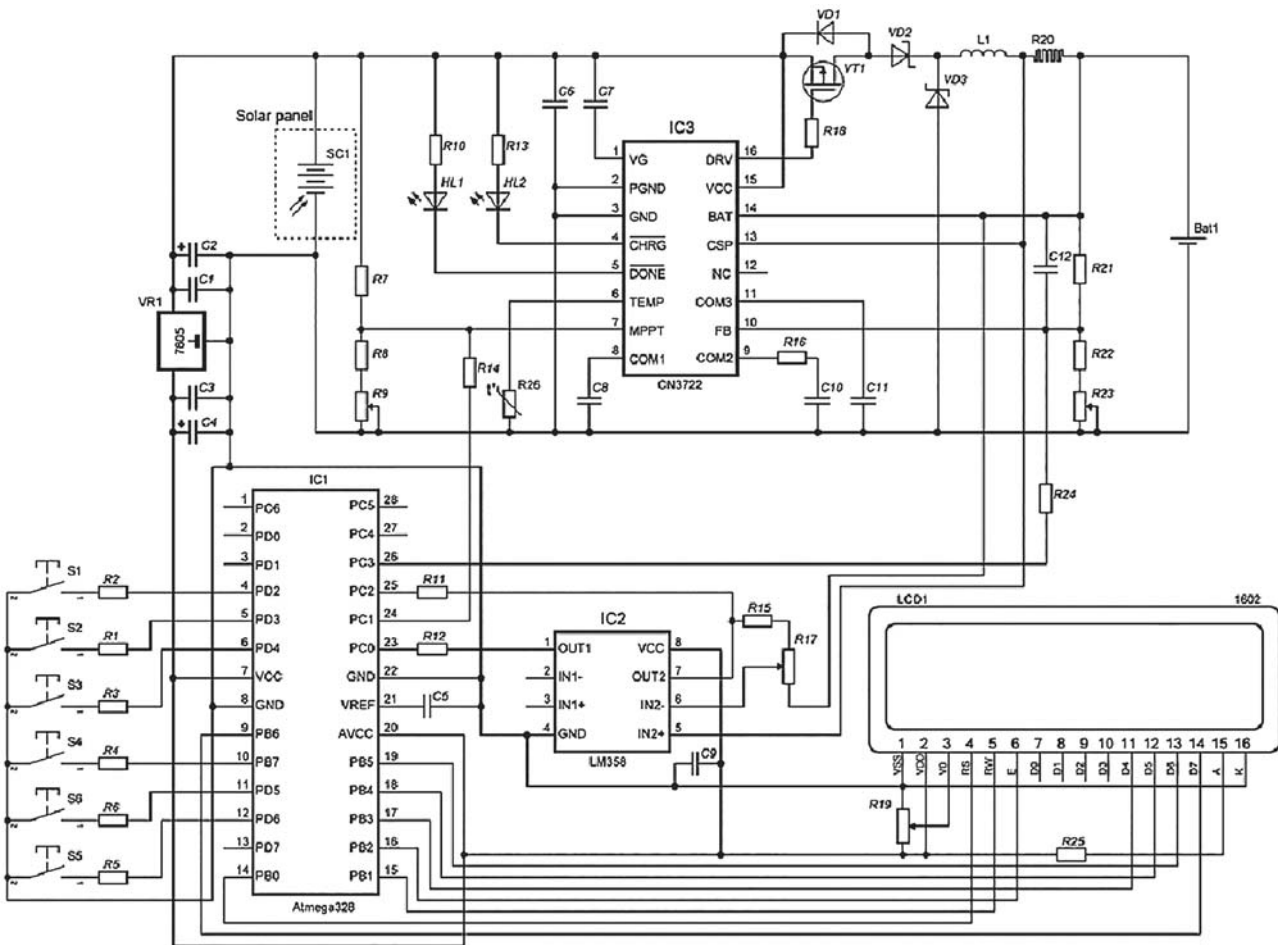 VD1
VD2
L1
R20
VT1
VD3
C6
C7
R18
Solar panel
SC1
R10
R13
HL1
HL2
IC3
1 VG DRV 16
2 PGND VCC 15
3 GND BAT 14
4 CHRG CSP 13
5 DONE NC 12
6 TEMP COM3 11
7 MPPT FB 10
8 COM1 COM2 9
CN3722
C12
R21
Bat1
+ C2
C1
VR1
7805
R7
R8
R9
R14
t°
R26
C8
R16
C10
C11
R22
R23
C3
+ C4
R24
IC1
1 PC6 PC5 28
2 PD0 PC4 27
3 PD1 PC3 26
4 PD2 PC2 25
5 PD3 PC1 24
6 PD4 PC0 23
7 VCC GND 22
8 GND VREF 21
9 PB6 AVCC 20
10 PB7 PB5 19
11 PD5 PB4 18
12 PD6 PB3 17
13 PD7 PB2 16
14 PB0 PB1 15
Atmega328
S1 R2
S2 R1
S3 R3
S4 R4
S6 R6
S5 R5
R11
R12
C5
IC2
1 OUT1 VCC 8
2 IN1- OUT2 7
3 IN1+ IN2- 6
4 GND IN2+ 5
LM358
C9
R15
R17
LCD1 1602
1 2 3 4 5 6 7 8 9 10 11 12 13 14 15 16
VSS VDD V0 RS RW E D0 D1 D2 D3 D4 D5 D6 D7 A K
R19
R25